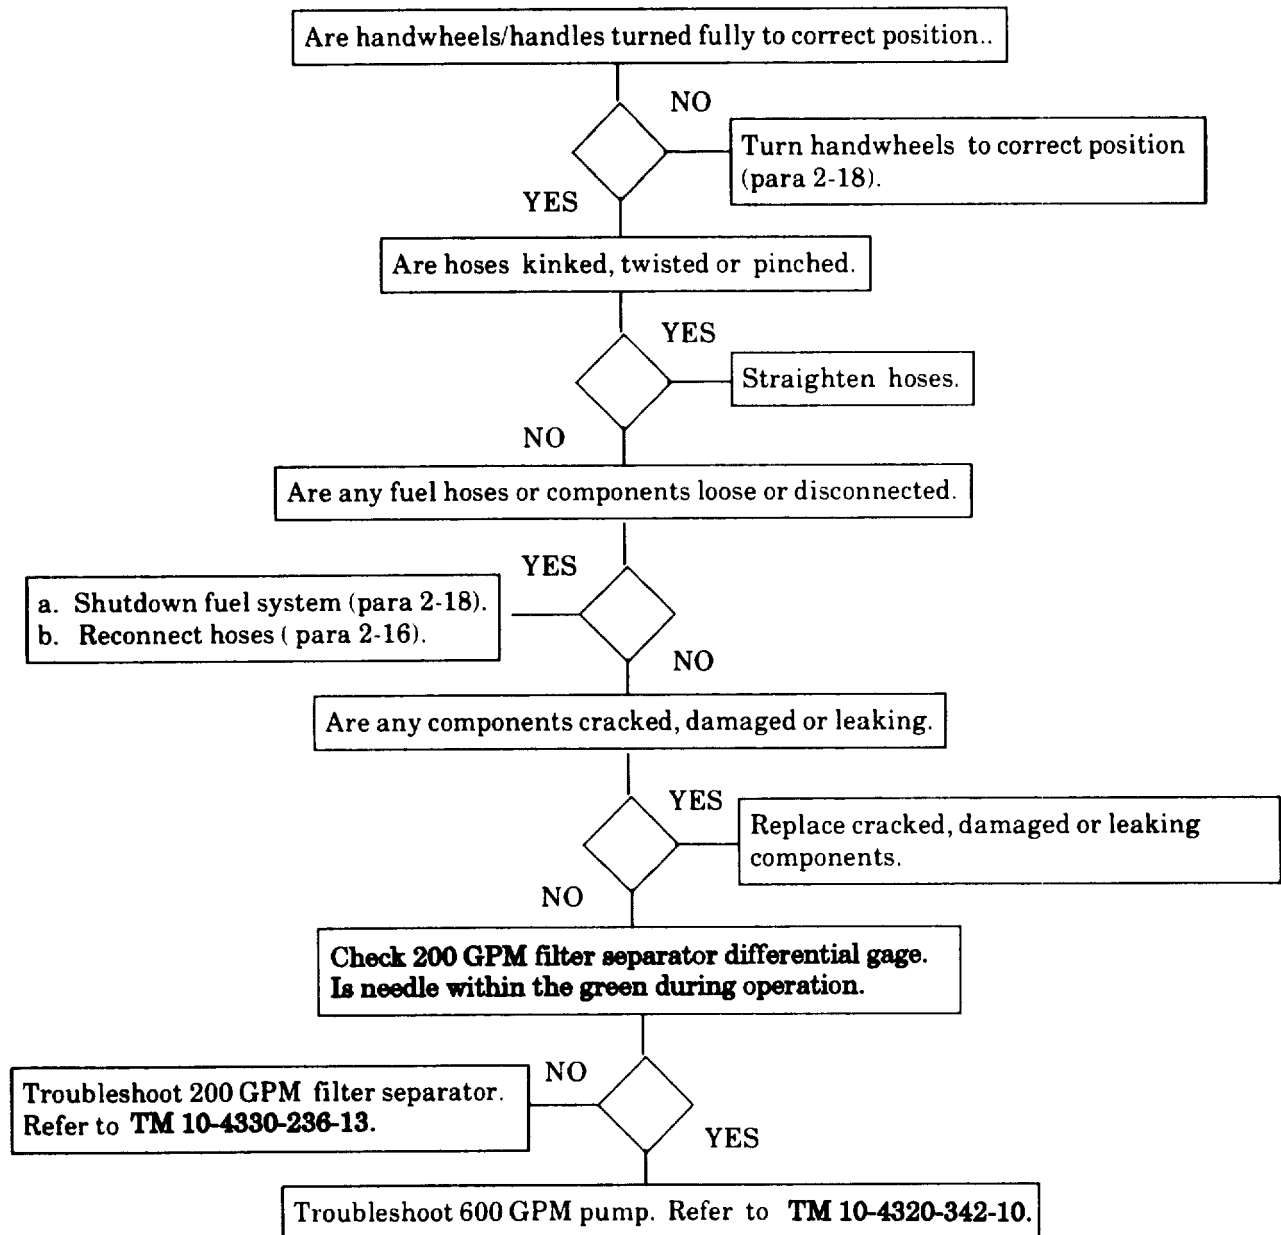 Are handwheels/handles turned fully to correct position..
NO
Turn handwheels to correct position
(para 2-18).
YES
Are hoses kinked, twisted or pinched.
YES
Straighten hoses.
NO
Are any fuel hoses or components loose or disconnected.
YES
a. Shutdown fuel system (para 2-18).
b. Reconnect hoses ( para 2-16).
NO
Are any components cracked, damaged or leaking.
YES
Replace cracked, damaged or leaking
components.
NO
Check 200 GPM filter separator differential gage.
Is needle within the green during operation.
NO
Troubleshoot 200 GPM filter separator.
Refer to TM 10-4330-236-13.
YES
Troubleshoot 600 GPM pump. Refer to TM 10-4320-342-10.